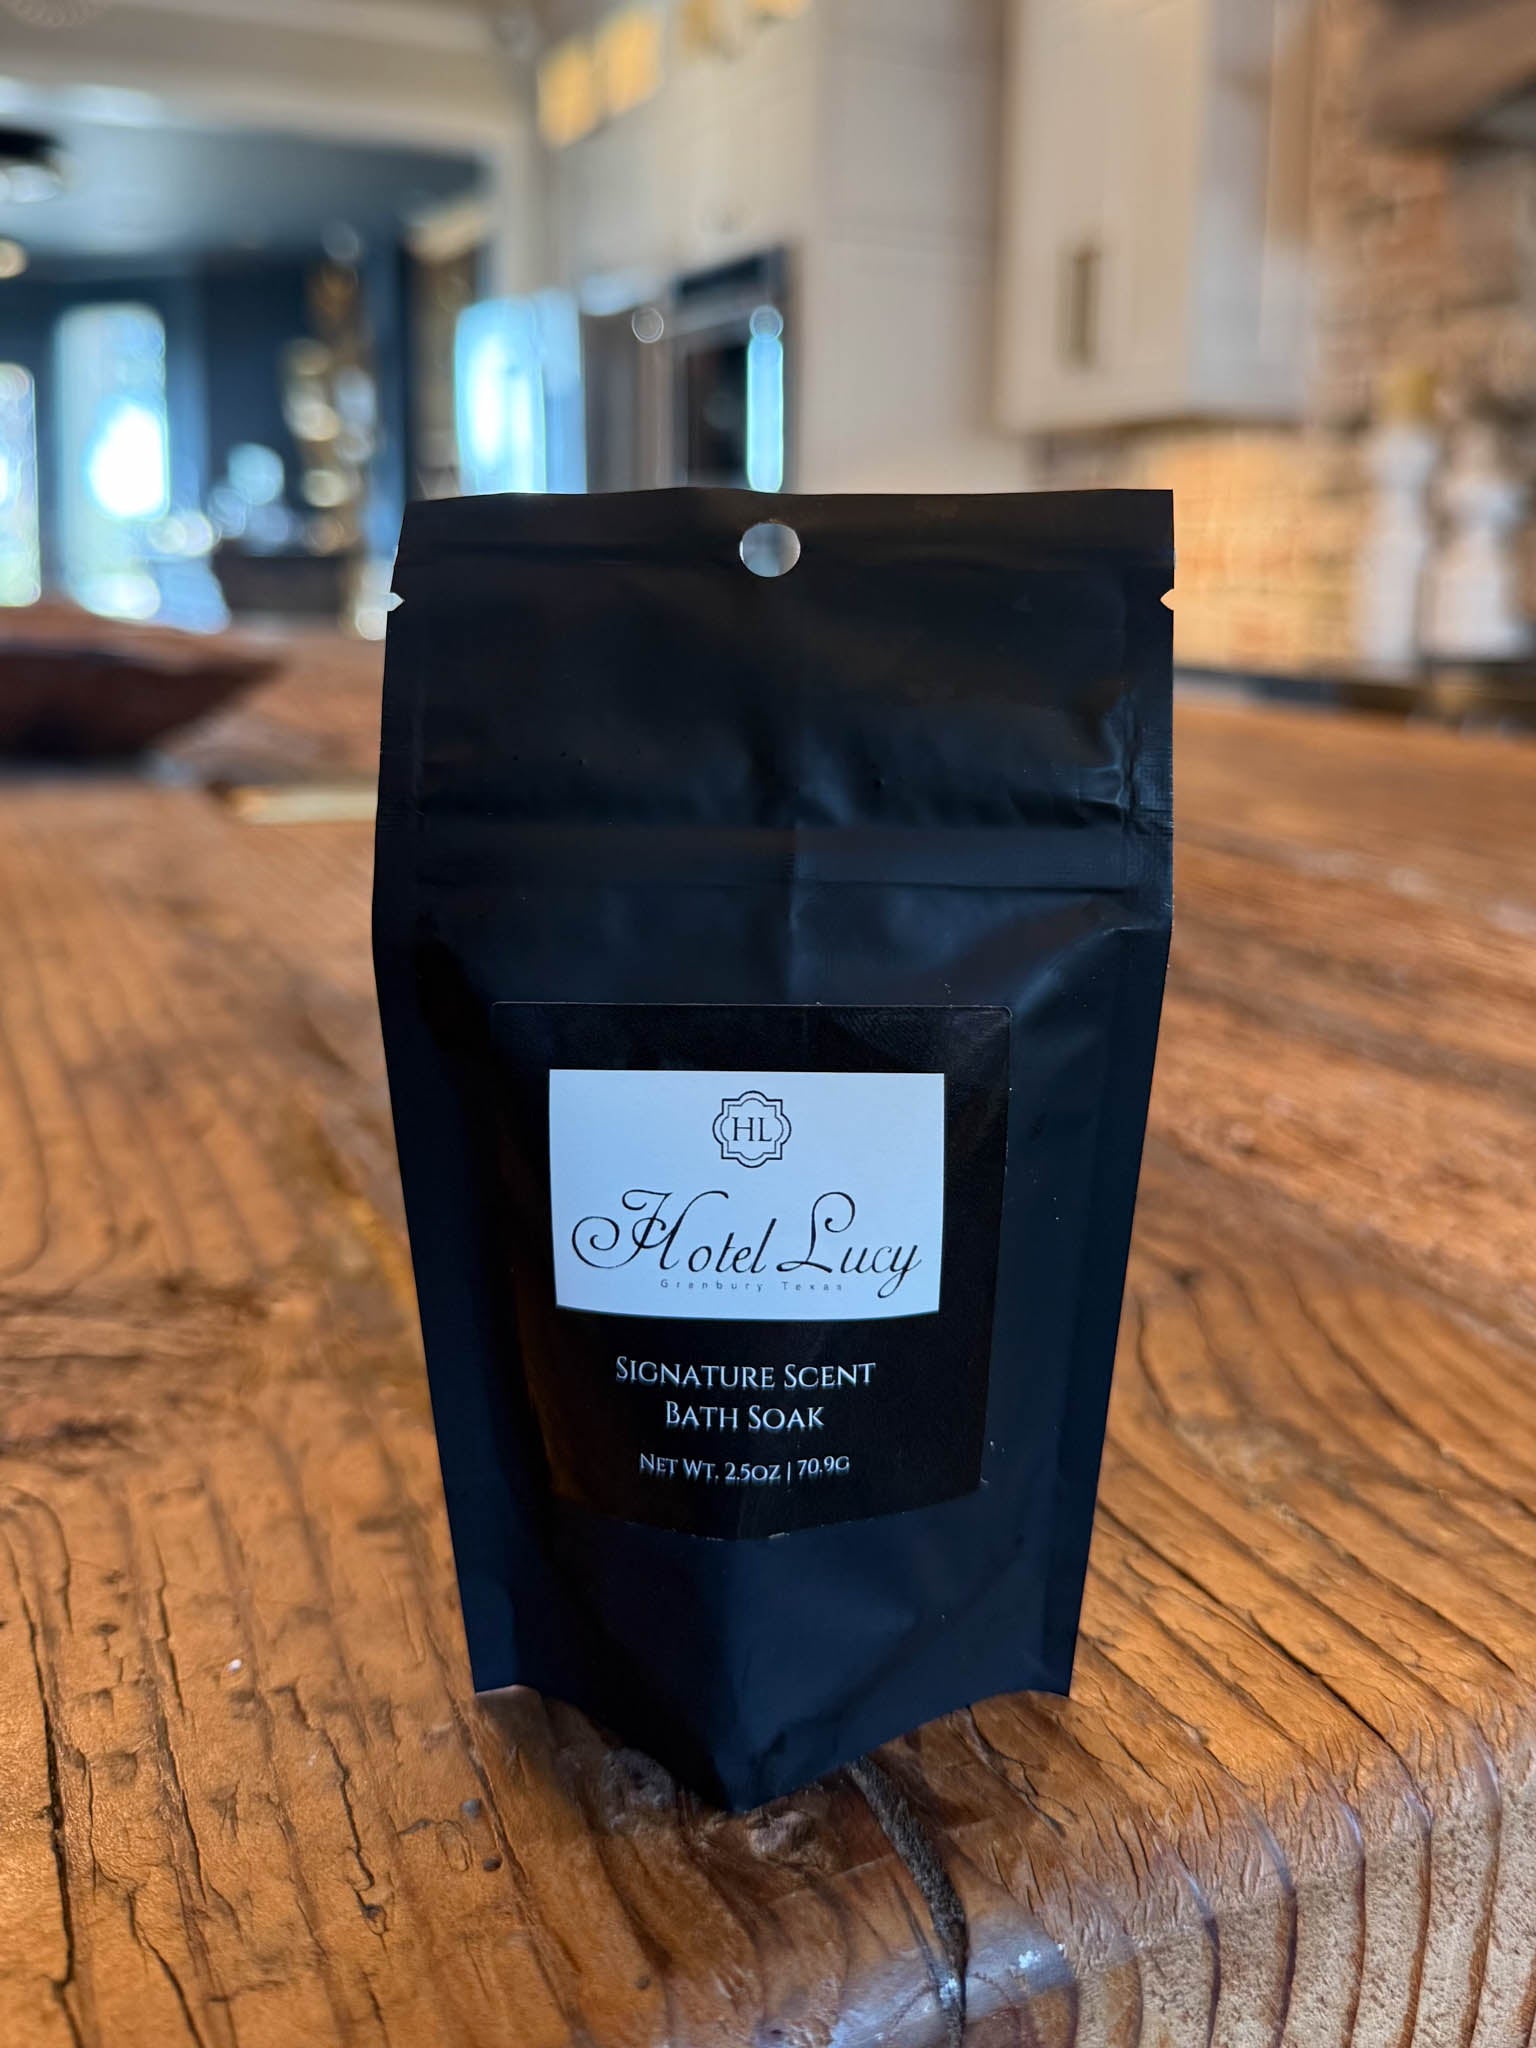 HL
Hotel Lucy
Granbury Texas
Signature Scent
Bath Soak
Net Wt. 2.5oz | 70.9g